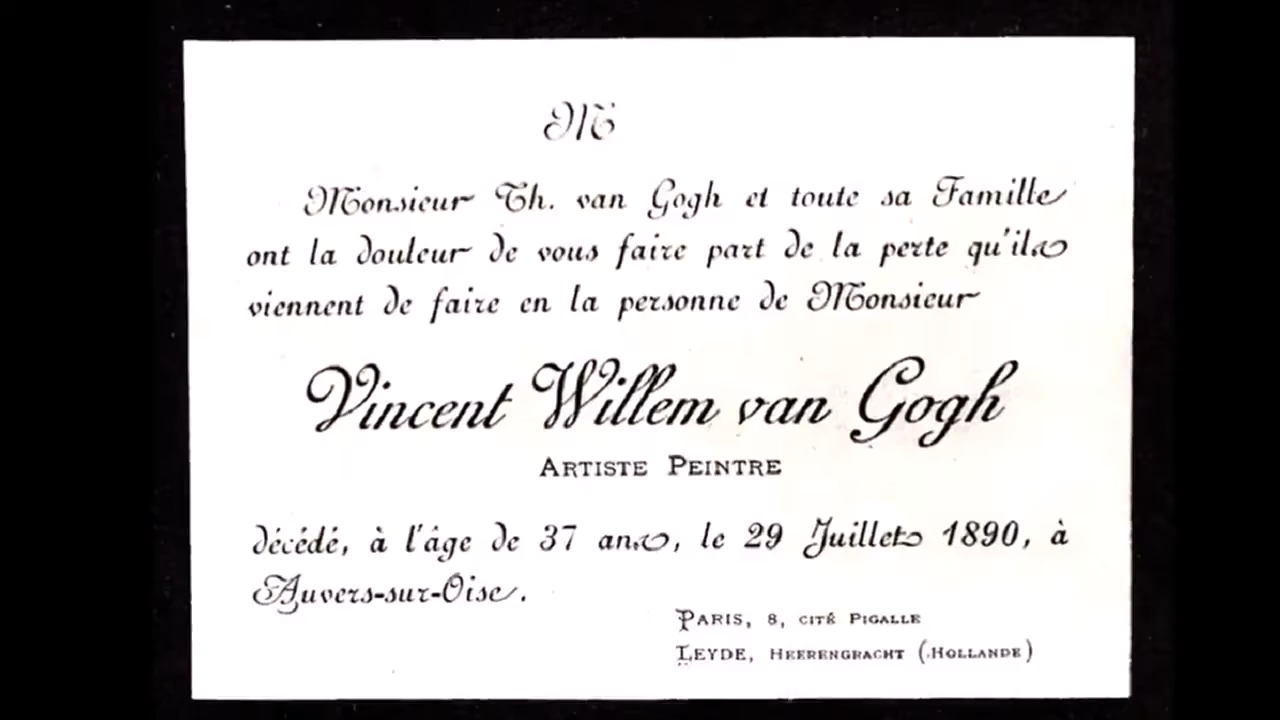 M
Monsieur Th. van Gogh et toute sa Famille
ont la douleur de vous faire part de la perte qu'ils
viennent de faire en la personne de Monsieur
Vincent Willem van Gogh
ARTISTE PEINTRE
décédé, à l'âge de 37 ans, le 29 Juillet 1890, à
Auvers-sur-Oise.
PARIS, 8, CITÉ PIGALLE
LEYDE, HEERENGRACHT (HOLLANDE)